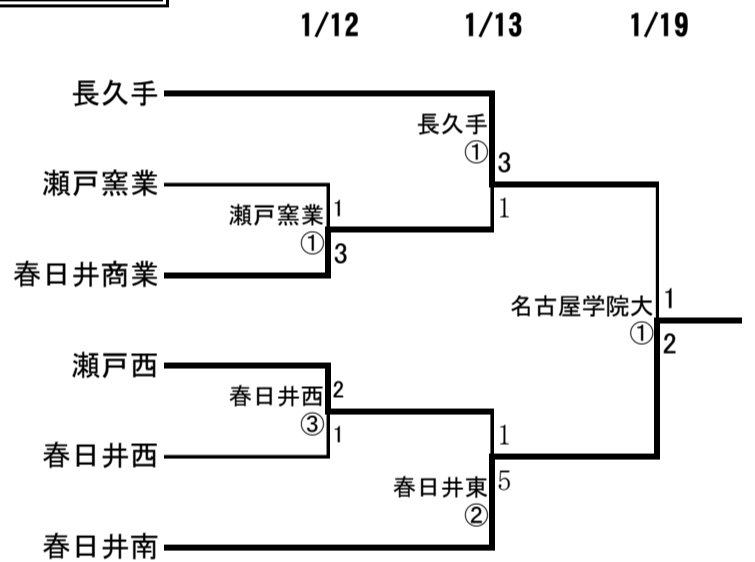 1/12 1/13 1/19
長久手
長久手
① 3
瀬戸窯業
1
瀬戸窯業 1
① 3
春日井商業
名古屋学院大 1
① 2
瀬戸西
春日井西 2
③ 1
1
春日井西
春日井東 5
②
春日井南